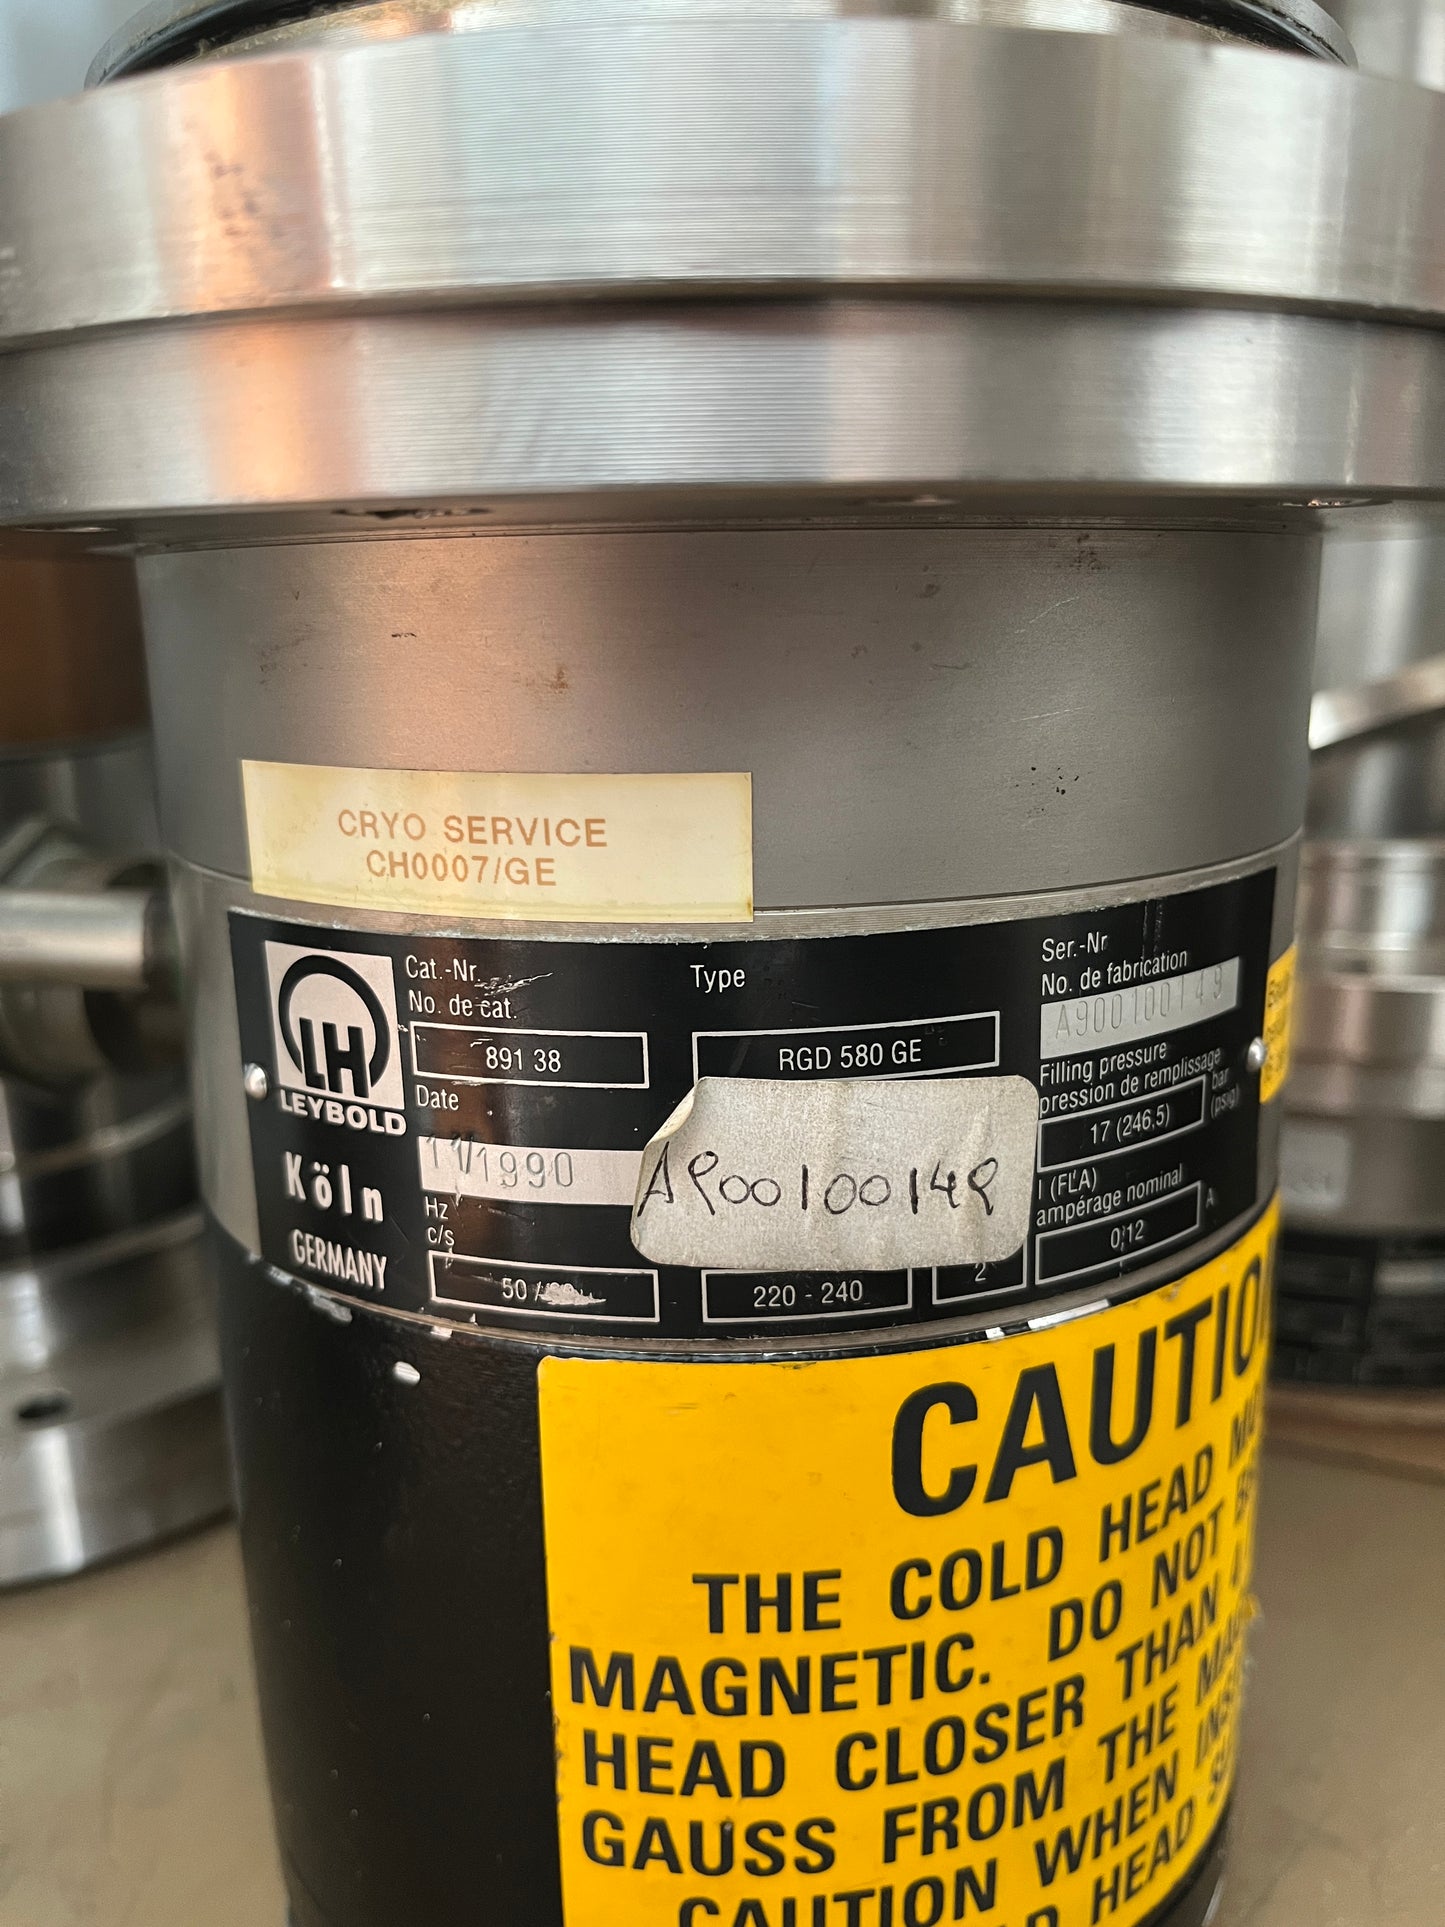 CRYO SERVICE
CH0007/GE
LH
LEYBOLD
Köln
GERMANY
Cat.-Nr.
No. de cat.
891 38
Date
11/1990
Hz
c/s
50 /
Type
RGD 580 GE
A900100149
220 - 240
2
Ser.-Nr
No. de fabrication
A900100149
Filling pressure
pression de remplissage
17 (246,5)
bar
(psig)
I (FLA)
ampérage nominal
0,12
A
CAUTIO
THE COLD HEAD
MAGNETIC. DO NOT
HEAD CLOSER THAN 4
GAUSS FROM THE
CAUTION WHEN
HEAD